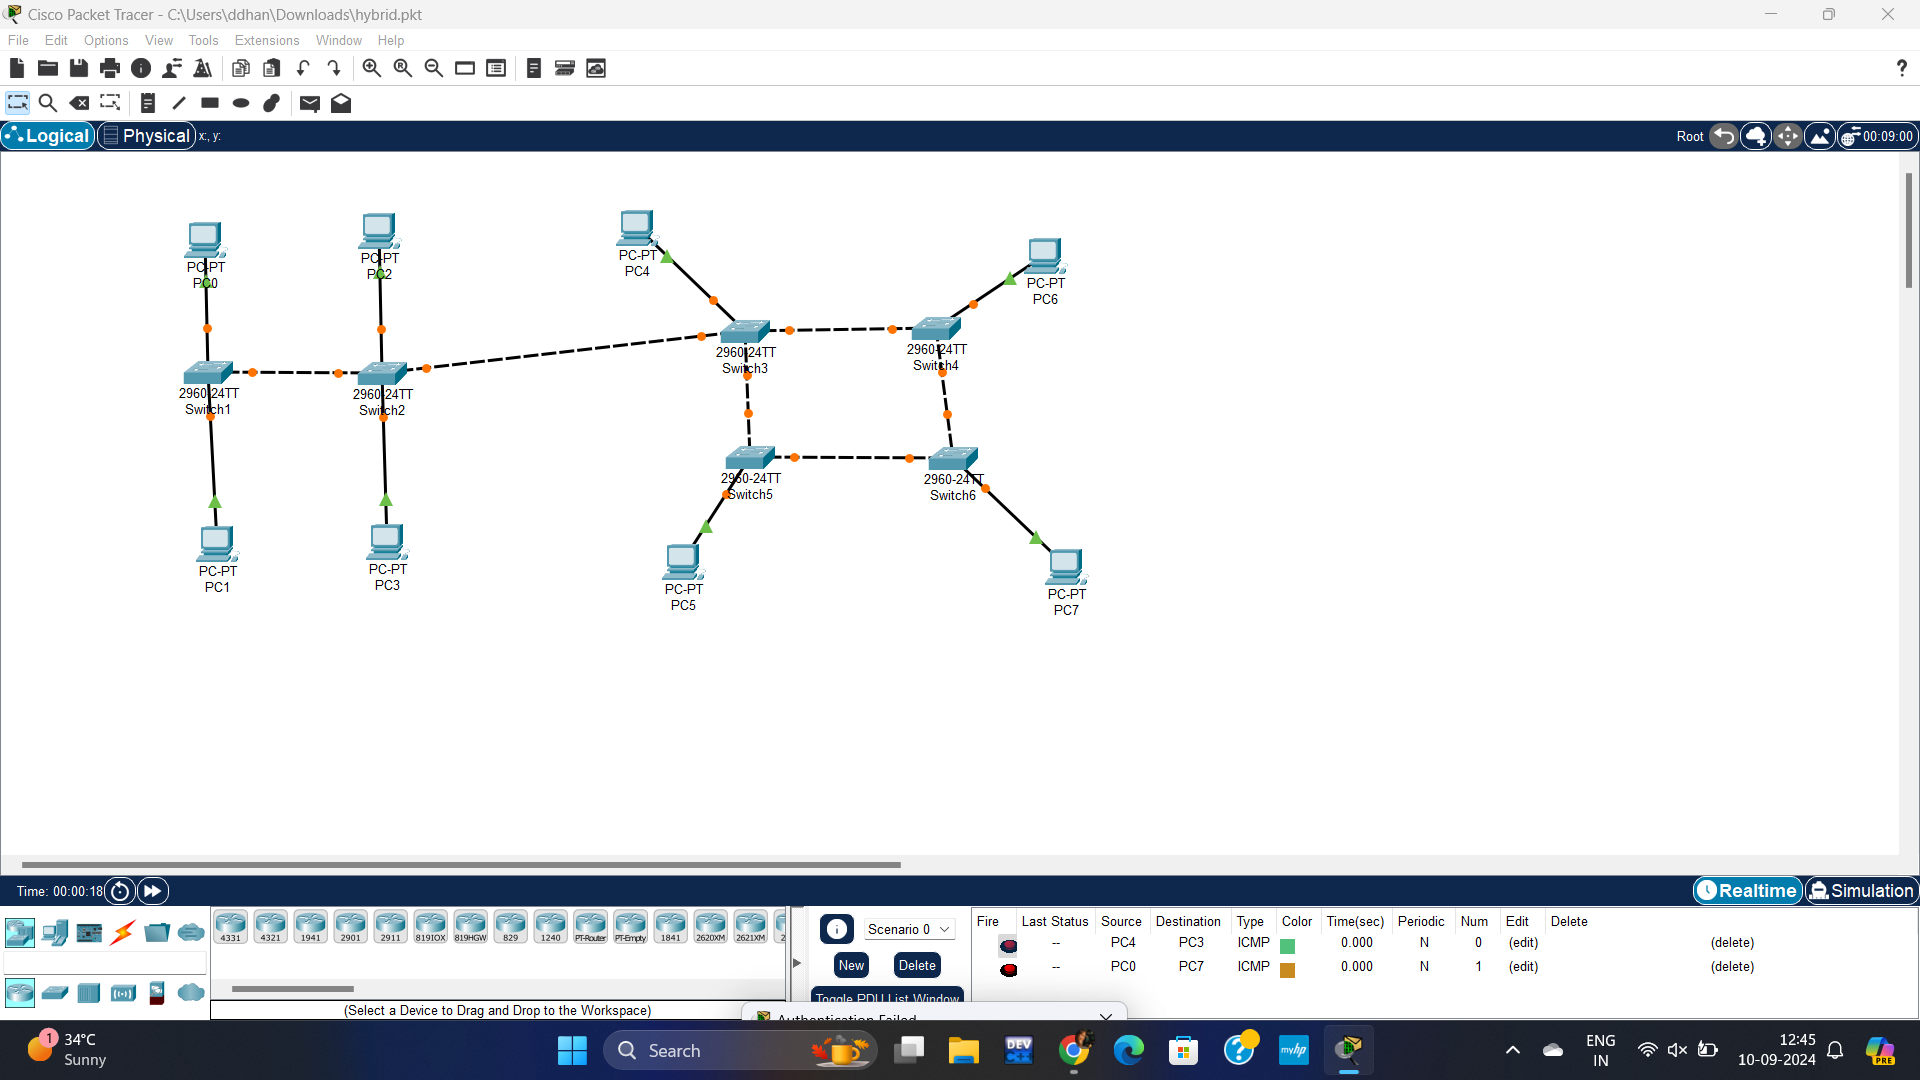 Cisco Packet Tracer - C:\Users\ddhan\Downloads\hybrid.pkt
File Edit Options View Tools Extensions Window Help
?
Logical Physical x:, y: Root 00:09:00
PC-PT
PC0
PC-PT
PC2
PC-PT
PC4
PC-PT
PC6
2960-24TT
Switch1
2960-24TT
Switch2
2960-24TT
Switch3
2960-24TT
Switch4
2960-24TT
Switch5
2960-24TT
Switch6
PC-PT
PC1
PC-PT
PC3
PC-PT
PC5
PC-PT
PC7
Time: 00:00:18 Realtime Simulation
4331 4321 1941 2901 2911 819IOX 819HGW 829 1240 PT-Router PT-Empty 1841 2620XM 2621XM
(Select a Device to Drag and Drop to the Workspace)
Scenario 0
New Delete
Toggle PDU List Window
Fire Last Status Source Destination Type Color Time(sec) Periodic Num Edit Delete
-- PC4 PC3 ICMP 0.000 N 0 (edit) (delete)
-- PC0 PC7 ICMP 0.000 N 1 (edit) (delete)
Authentication Failed
1
34°C
Sunny
Search
DEV
C++
myhp
ENG
IN
12:45
10-09-2024
PRE